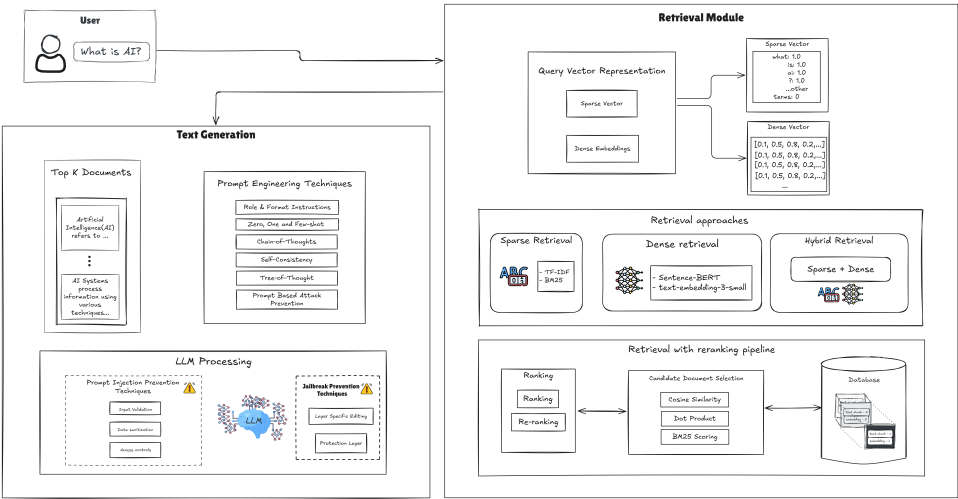 User
What is AI?
Retrieval Module
Query Vector Representation
Sparse Vector
Dense Embeddings
Sparse Vector
what: 1.0
is: 1.0
ai: 1.0
?: 1.0
...other
terms: 0
Dense Vector
[0.1, 0.5, 0.8, 0.2,...]
[0.1, 0.5, 0.8, 0.2,...]
[0.1, 0.5, 0.8, 0.2,...]
[0.1, 0.5, 0.8, 0.2,...]
...
Retrieval approaches
Sparse Retrieval
ABC
- TF-IDF
- BM25
Dense retrieval
- Sentence-BERT
- text-embedding-3-small
Hybrid Retrieval
Sparse + Dense
ABC
Retrieval with reranking pipeline
Ranking
Ranking
Re-ranking
Candidate Document Selection
Cosine Similarity
Dot Product
BM25 Scoring
Database
Text Generation
Top K Documents
Artificial
Intelligence(AI)
refers to ...
AI Systems
process
information using
various
techniques...
Prompt Engineering Techniques
Role & Format Instructions
Zero, One and Few-shot
Chain-of-Thoughts
Self-Consistency
Tree-of-Thought
Prompt Based Attack
Prevention
LLM Processing
Prompt Injection Prevention
Techniques
Input Validation
Data sanitization
Access controls
LLM
Jailbreak Prevention
Techniques
Layer Specific Editing
Protection Layer